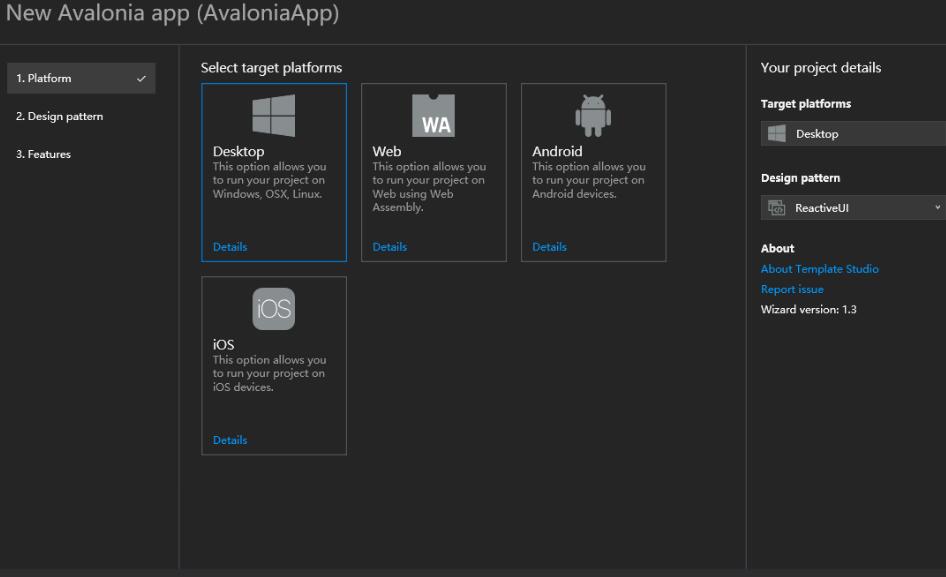 New Avalonia app (AvaloniaApp)
1. Platform
2. Design pattern
3. Features
Select target platforms
Desktop
This option allows you
to run your project on
Windows, OSX, Linux.
Details
WA
Web
This option allows you
to run your project on
Web using Web
Assembly.
Details
Android
This option allows you
to run your project on
Android devices.
Details
iOS
iOS
This option allows you
to run your project on
iOS devices.
Details
Your project details
Target platforms
Desktop
Design pattern
ReactiveUI
About
About Template Studio
Report issue
Wizard version: 1.3